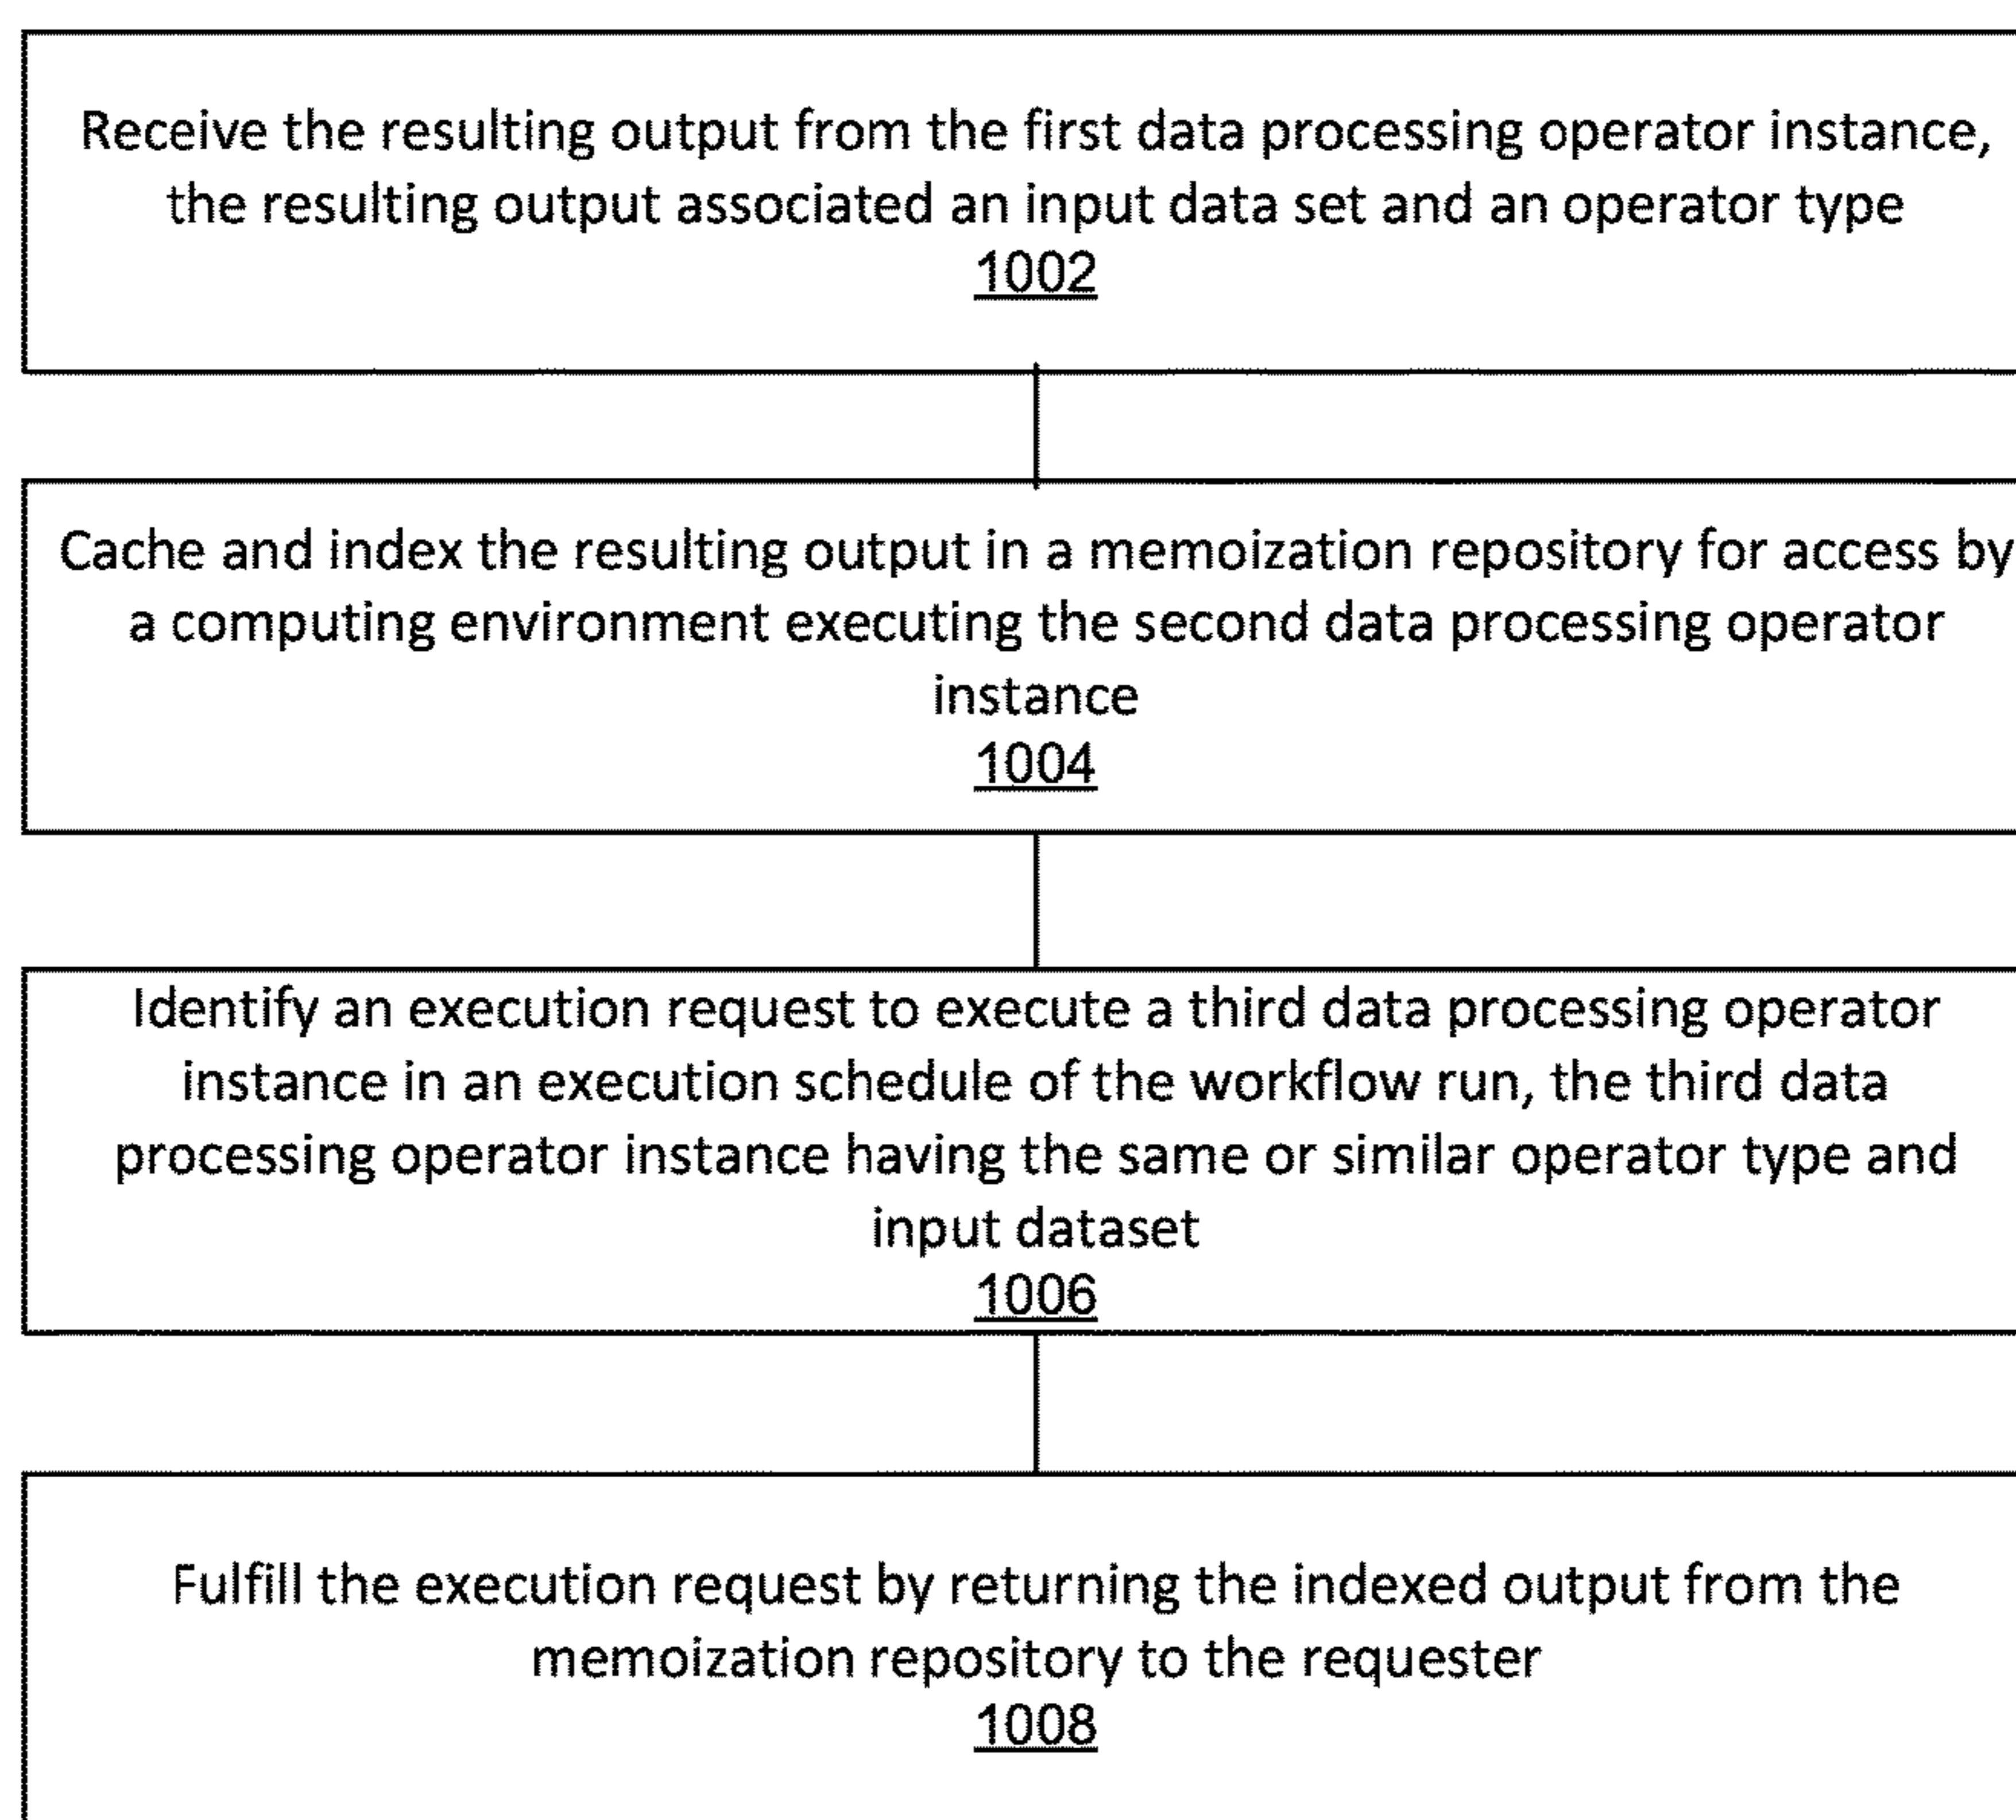 Receive the resulting output from the first data processing operator instance,
the resulting output associated an input data set and an operator type
1002
Cache and index the resulting output in a memoization repository for access by
a computing environment executing the second data processing operator
instance
1004
Identify an execution request to execute a third data processing operator
instance in an execution schedule of the workflow run, the third data
processing operator instance having the same or similar operator type and
input dataset
1006
Fulfill the execution request by returning the indexed output from the
memoization repository to the requester
1008